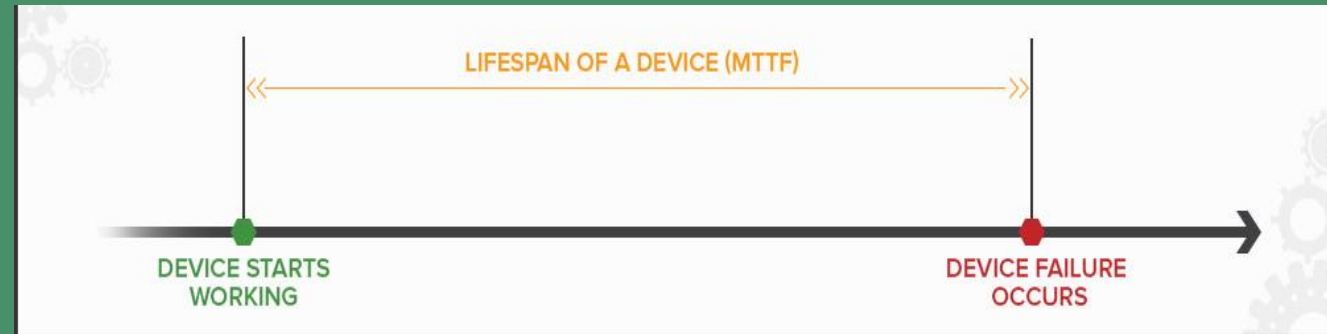 LIFESPAN OF A DEVICE (MTTF)
DEVICE STARTS
WORKING
DEVICE FAILURE
OCCURS